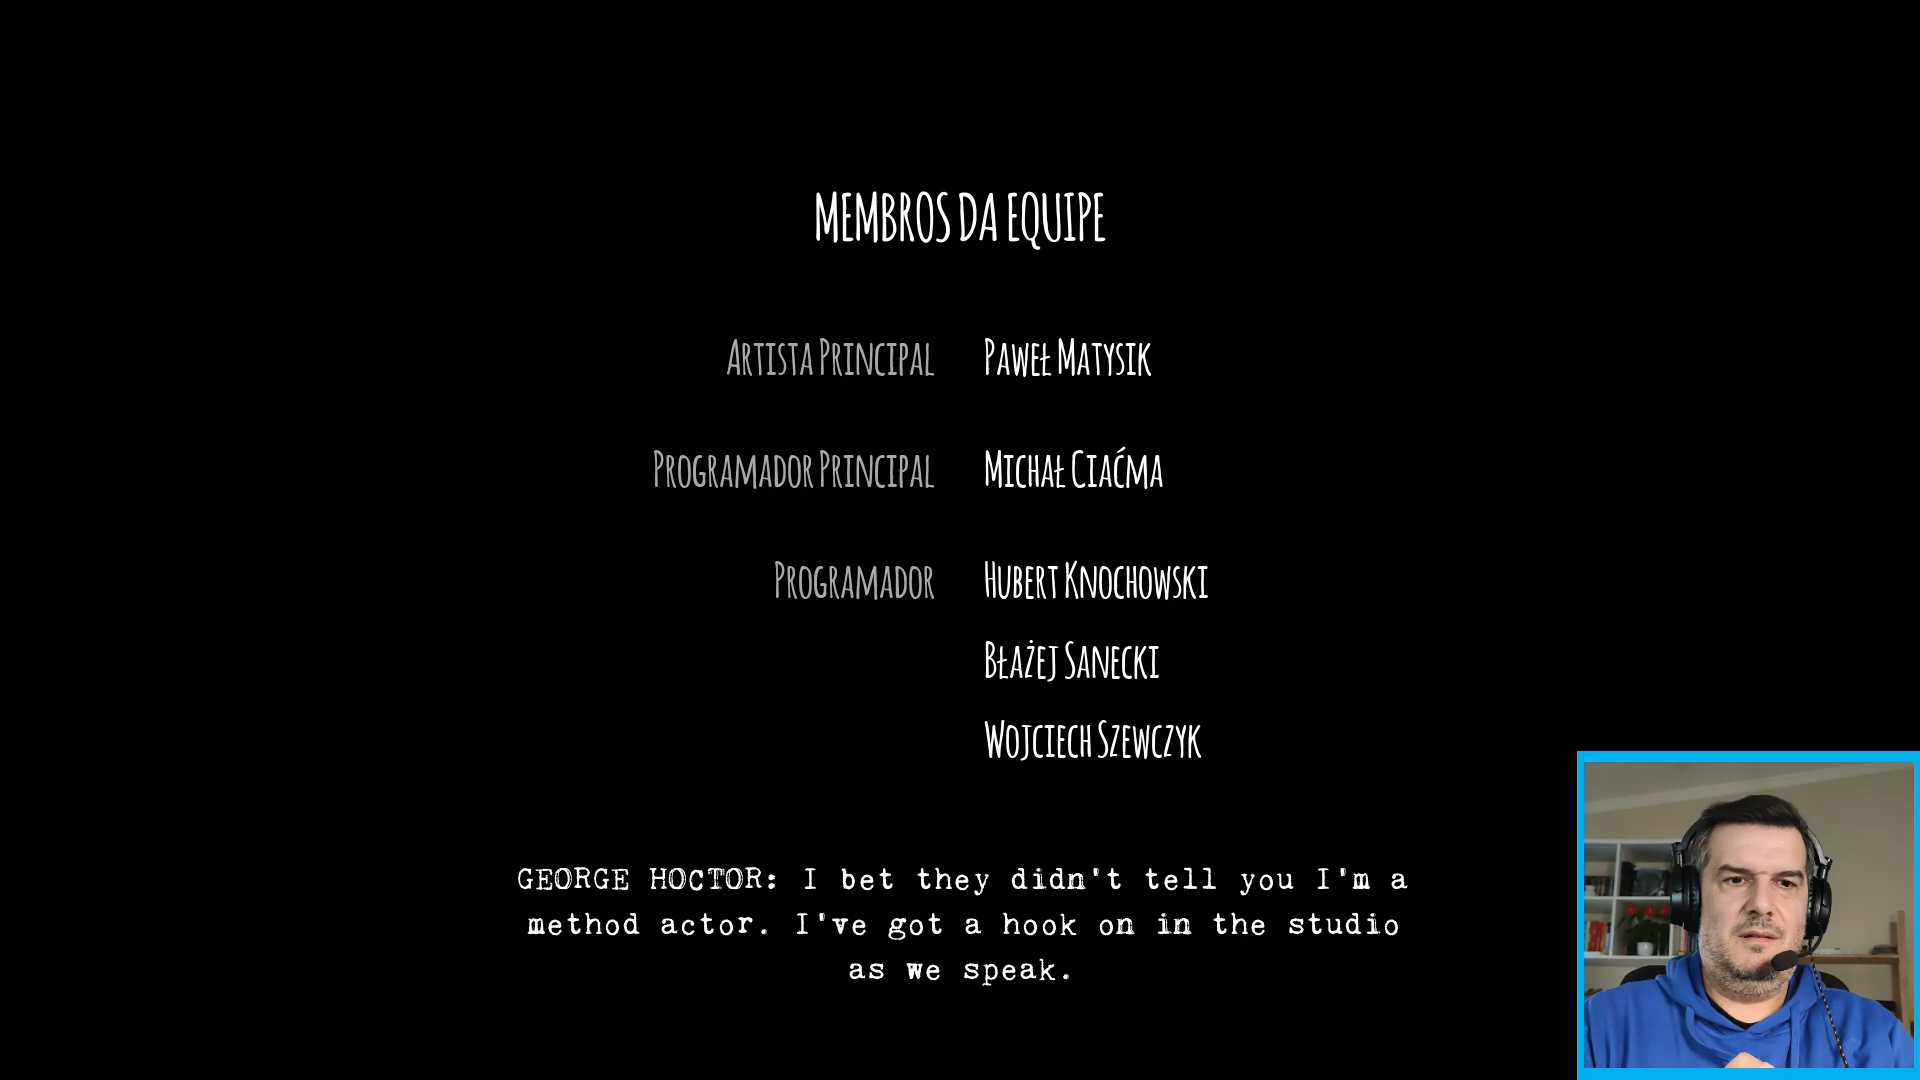 MEMBROS DA EQUIPE
ARTISTA PRINCIPAL PAWEŁ MATYSIK
PROGRAMADOR PRINCIPAL MICHAŁ CIAĆMA
PROGRAMADOR HUBERT KNOCHOWSKI
BŁAŻEJ SANECKI
WOJCIECH SZEWCZYK
GEORGE HOCTOR: I bet they didn't tell you I'm a
method actor. I've got a hook on in the studio
as we speak.